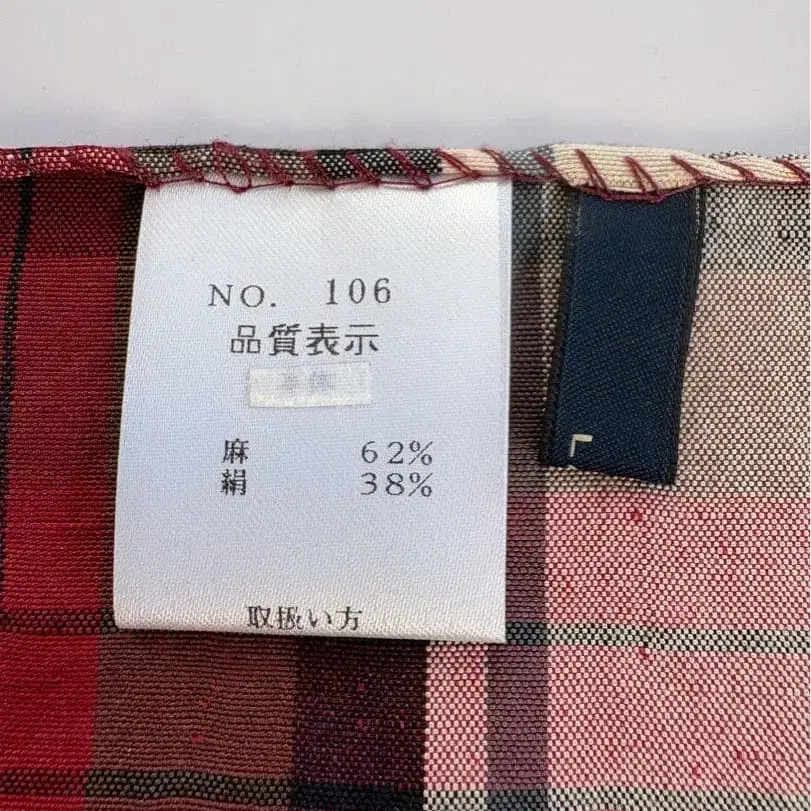 NO. 106
品質表示
麻 62%
絹 38%
取扱い方